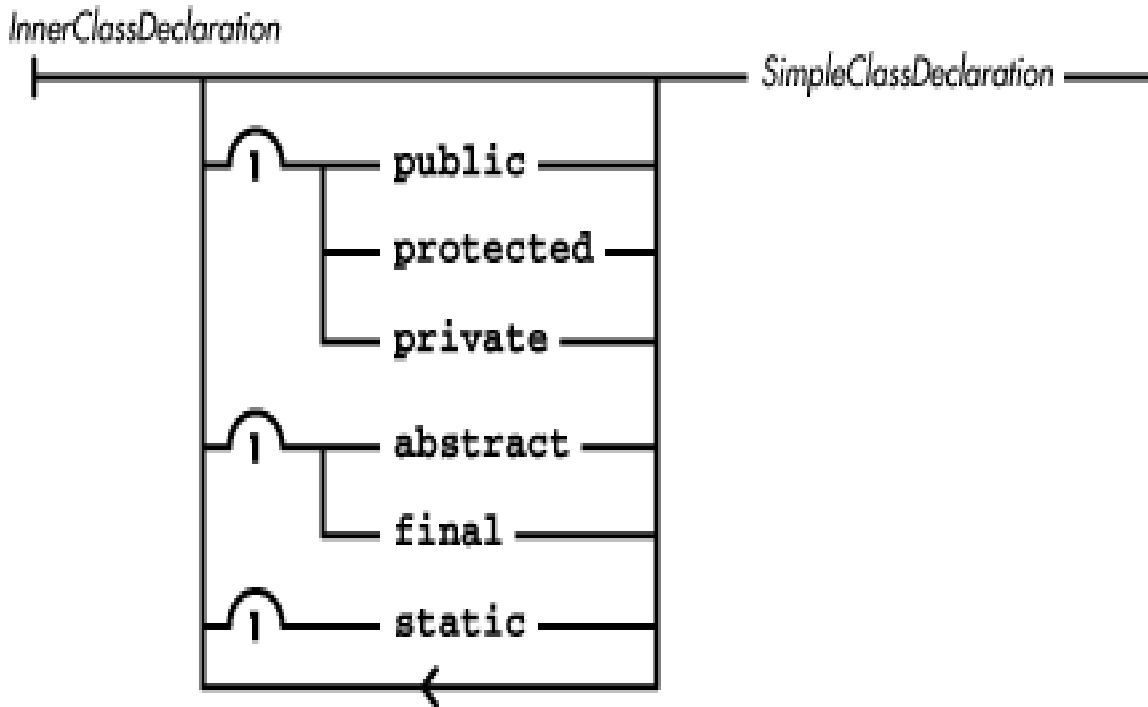 InnerClassDeclaration
SimpleClassDeclaration
1 public
protected
private
1 abstract
final
1 static